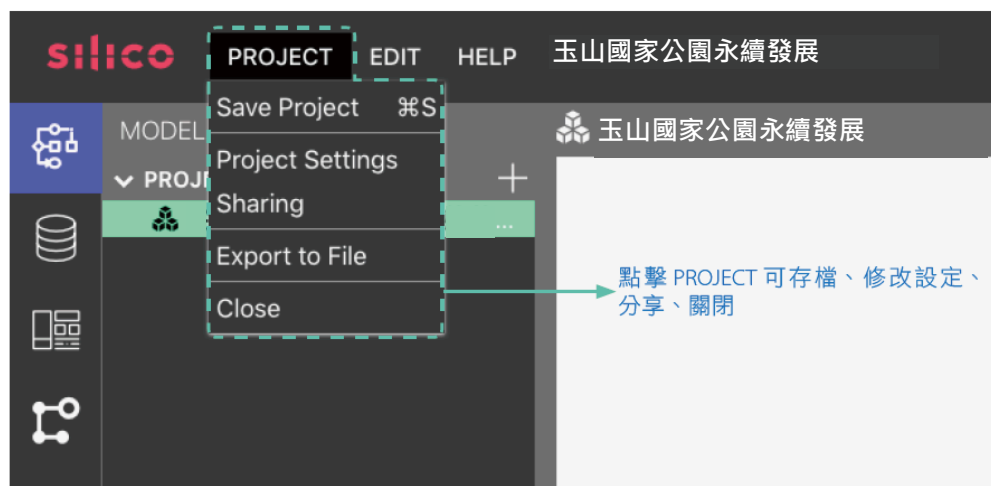 silico PROJECT EDIT HELP 玉山國家公園永續發展
Save Project ⌘S
MODEL
玉山國家公園永續發展
Project Settings
PROJ
Sharing
...
Export to File
Close
點擊 PROJECT 可存檔、修改設定、
分享、關閉